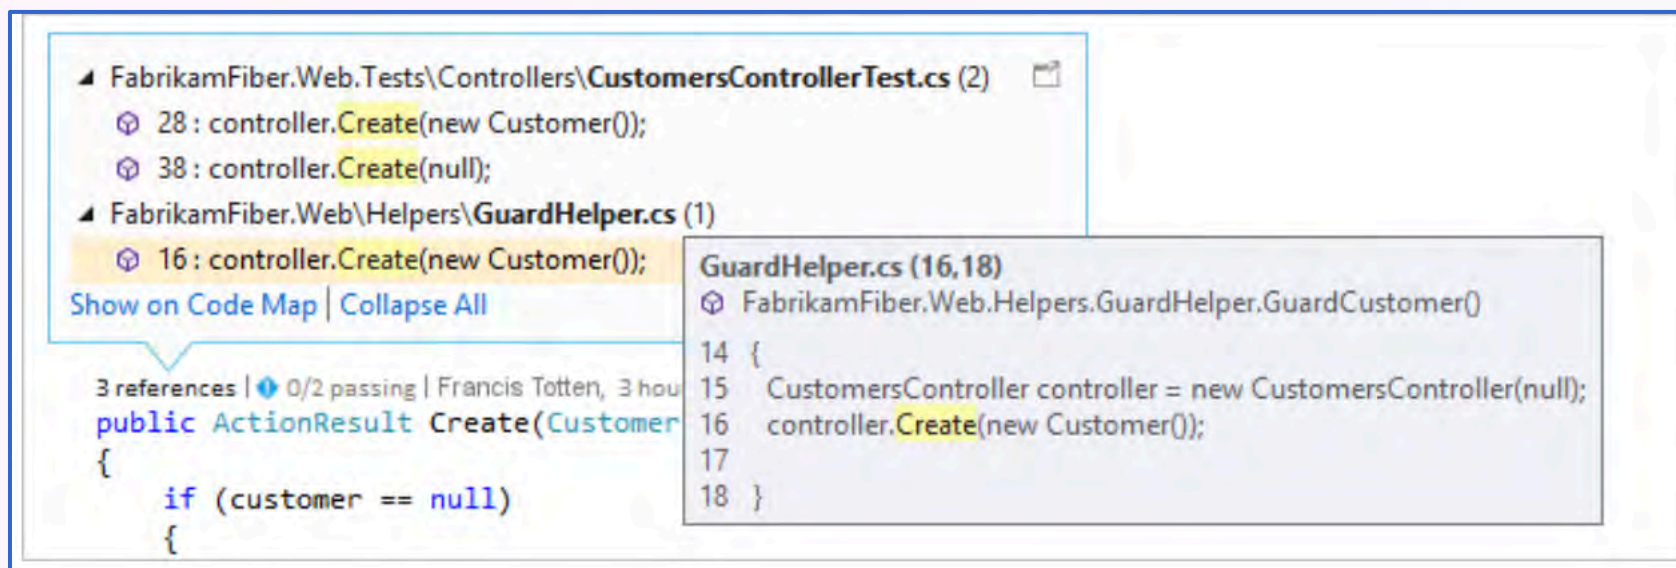 FabrikamFiber.Web.Tests\Controllers\CustomersControllerTest.cs (2)
28 : controller.Create(new Customer());
38 : controller.Create(null);
FabrikamFiber.Web\Helpers\GuardHelper.cs (1)
16 : controller.Create(new Customer());
Show on Code Map | Collapse All
GuardHelper.cs (16,18)
FabrikamFiber.Web.Helpers.GuardHelper.GuardCustomer()
14 {
15 CustomersController controller = new CustomersController(null);
16 controller.Create(new Customer());
17
18 }
3 references | 0/2 passing | Francis Totten, 3 hou
public ActionResult Create(Customer
{
if (customer == null)
{